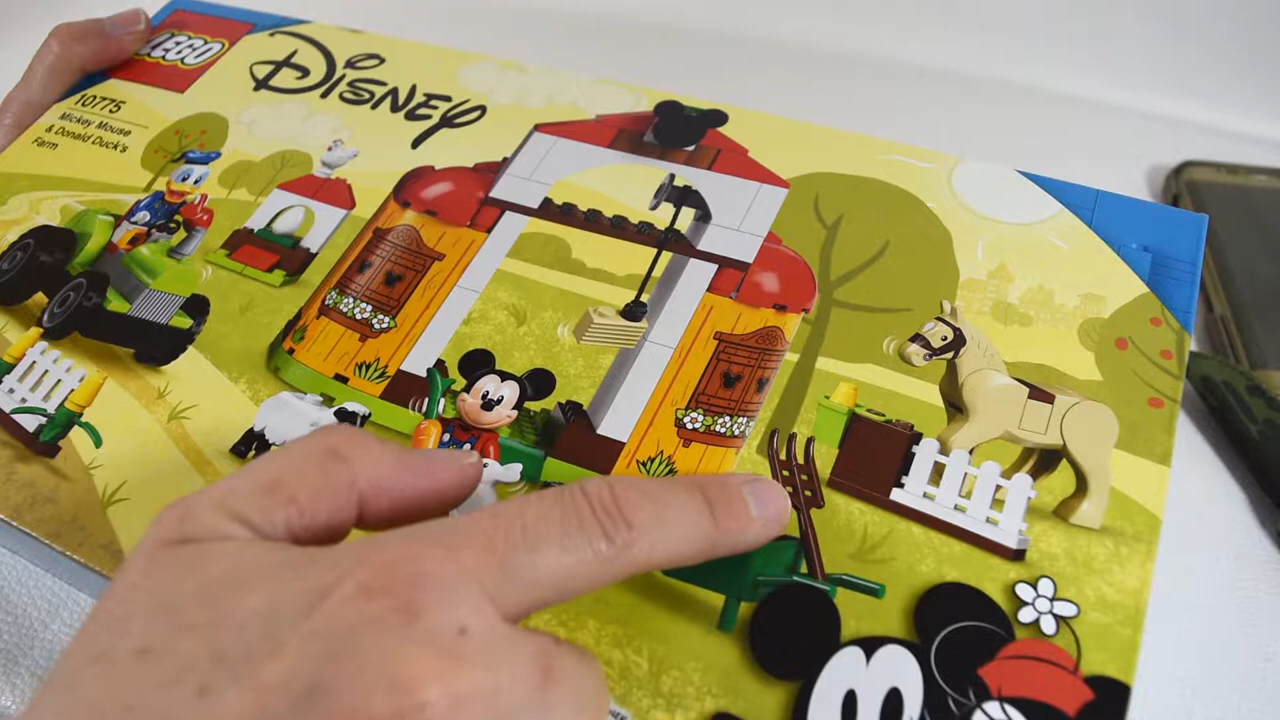 LEGO
DISNEY
10775
Mickey Mouse
& Donald Duck's
Farm